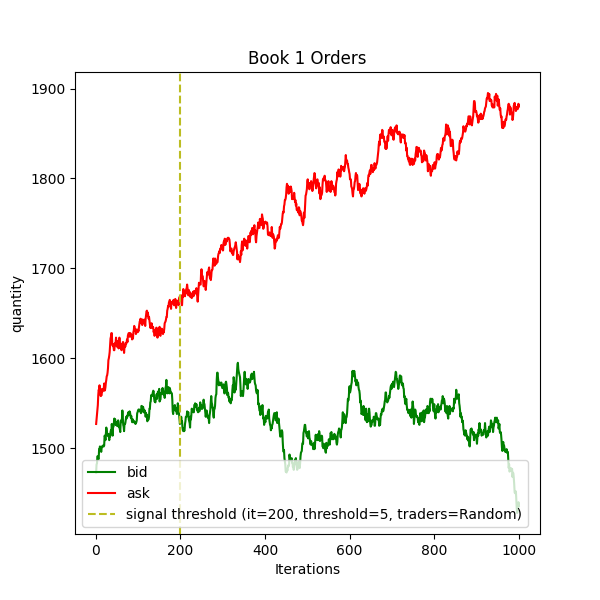 Book 1 Orders
1900
1800
1700
1600
1500
quantity
bid
ask
signal threshold (it=200, threshold=5, traders=Random)
0
200
400
600
800
1000
Iterations